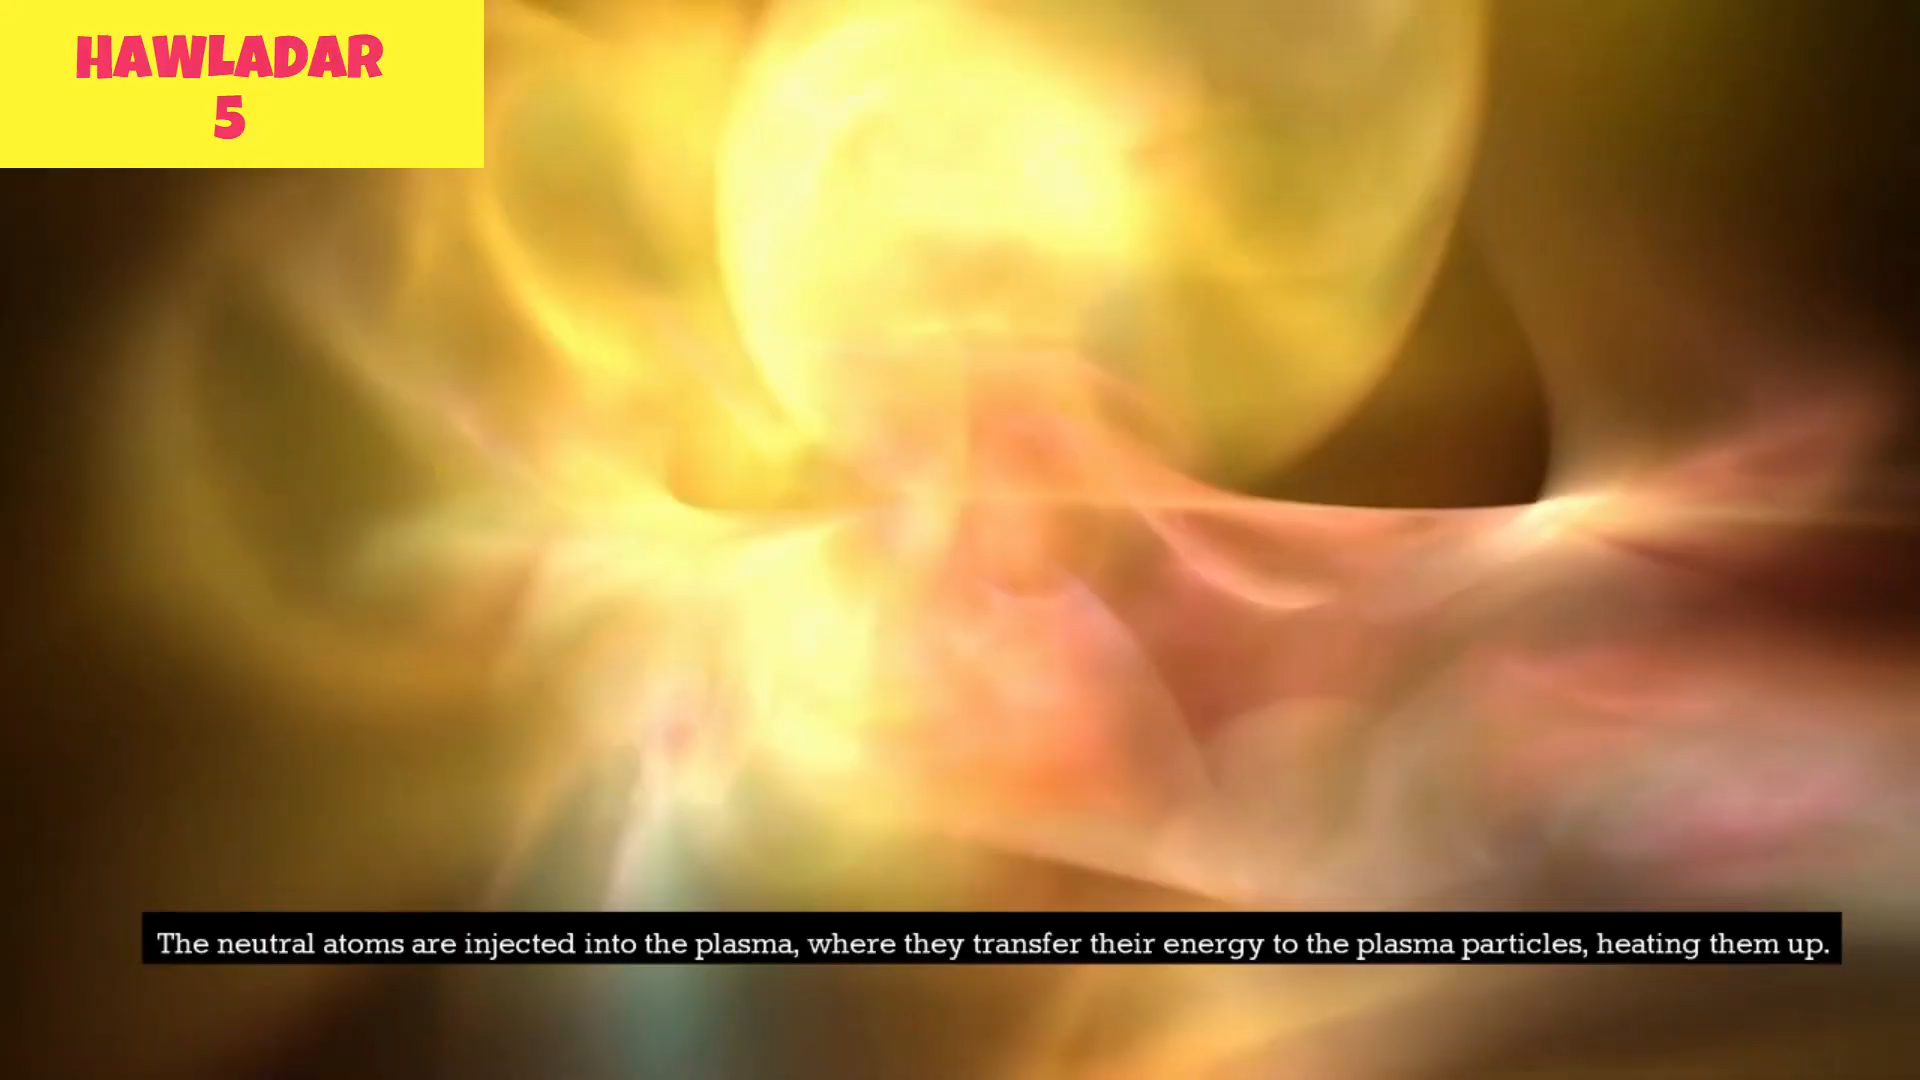 HAWLADAR
5
The neutral atoms are injected into the plasma, where they transfer their energy to the plasma particles, heating them up.